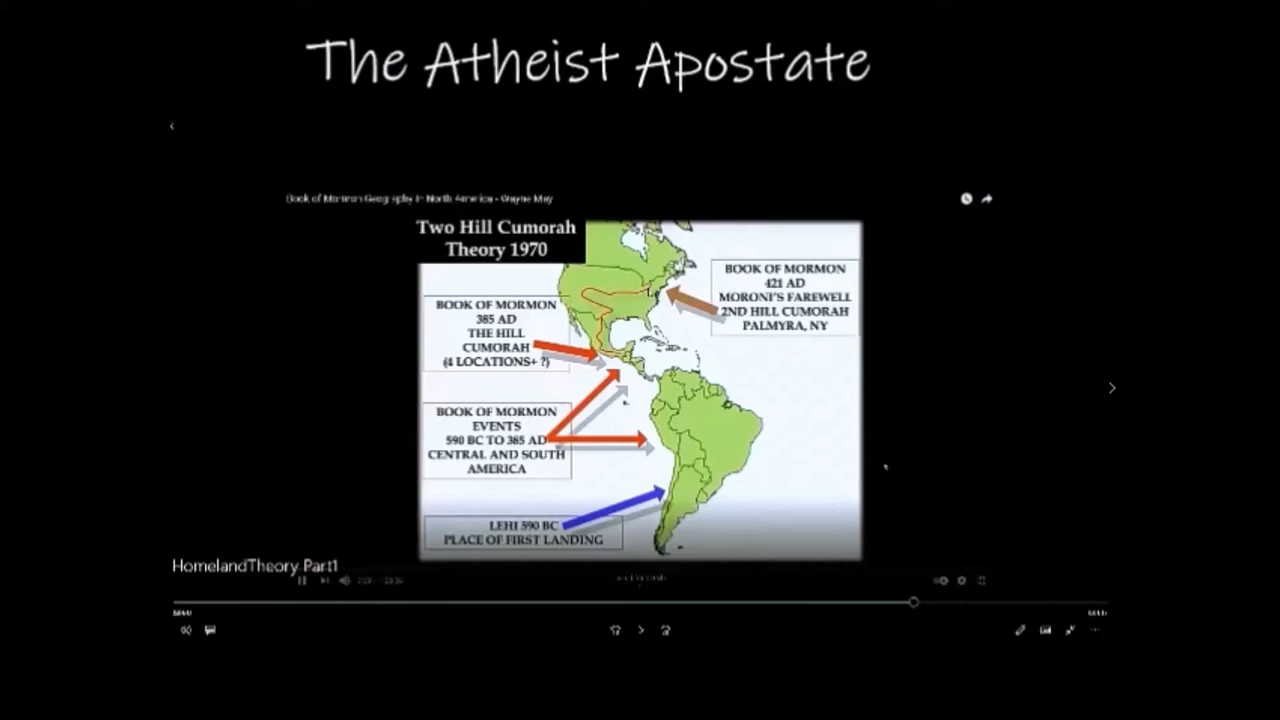 The Atheist Apostate
Book of Mormon Geography in North America - Wayne May
Two Hill Cumorah
Theory 1970
BOOK OF MORMON
421 AD
MORONI'S FAREWELL
2ND HILL CUMORAH
PALMYRA, NY
BOOK OF MORMON
385 AD
THE HILL
CUMORAH
(4 LOCATIONS+ ?)
BOOK OF MORMON
EVENTS
590 BC TO 385 AD
CENTRAL AND SOUTH
AMERICA
LEHI 590 BC
PLACE OF FIRST LANDING
HomelandTheory Part1